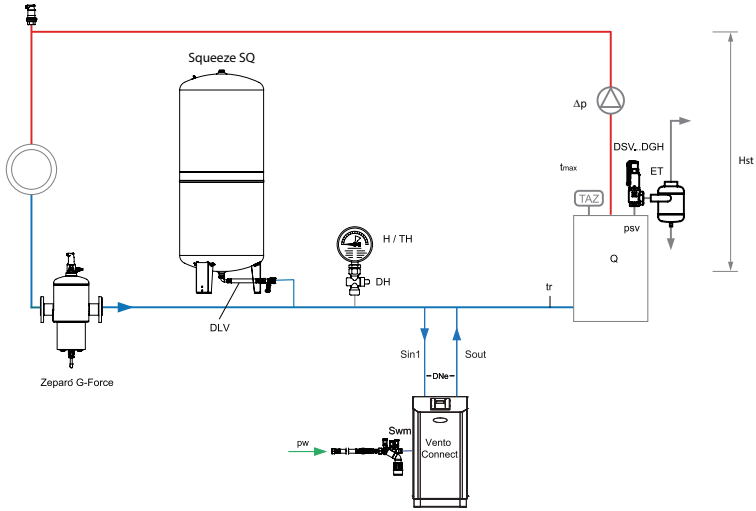 Squeeze SQ
Δp
DSV...DGH
tmax
ET
Hst
TAZ
psv
H / TH
Q
DH
tr
DLV
Sin1
Sout
Zeparo G-Force
DNe
Swm
pw
Vento
Connect